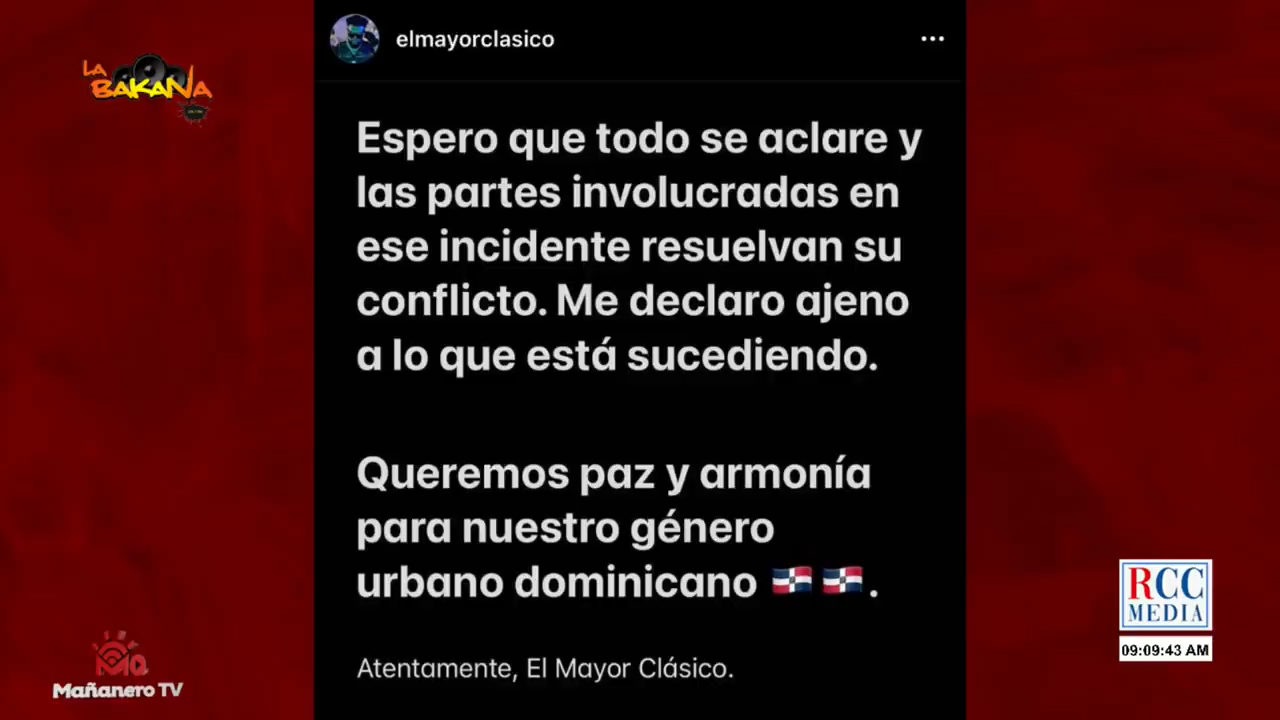 elmayorclasico
LA
BAKANA
Espero que todo se aclare y
las partes involucradas en
ese incidente resuelvan su
conflicto. Me declaro ajeno
a lo que está sucediendo.
Queremos paz y armonía
para nuestro género
urbano dominicano 🇩🇴🇩🇴.
Atentamente, El Mayor Clásico.
RCC
MEDIA
09:09:43 AM
MQ
Mañanero TV